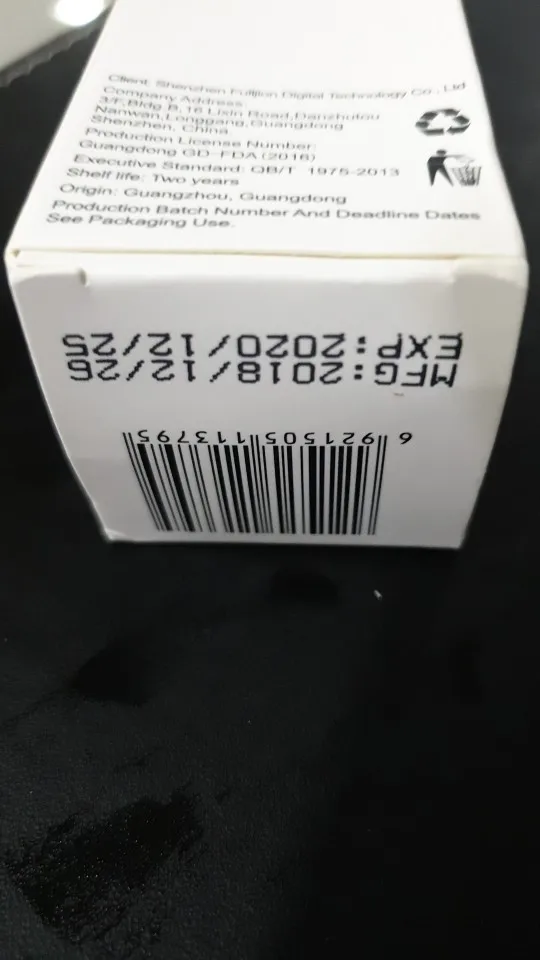 Client: Shenzhen Fulijion Digital Technology Co., Ltd
Company Address:
3/F,Bldg.B,16 Lixin Road,Danzhutou
Nanwan,Longgang,Guangdong
Shenzhen, China
Production License Number:
Guangdong GD-FDA (2016)
Executive Standard: QB/T 1975-2013
Shelf life: Two years
Origin: Guangzhou, Guangdong
Production Batch Number And Deadline Dates
See Packaging Use.
MFG:2018/12/26
EXP:2020/12/25
6 921505 113795